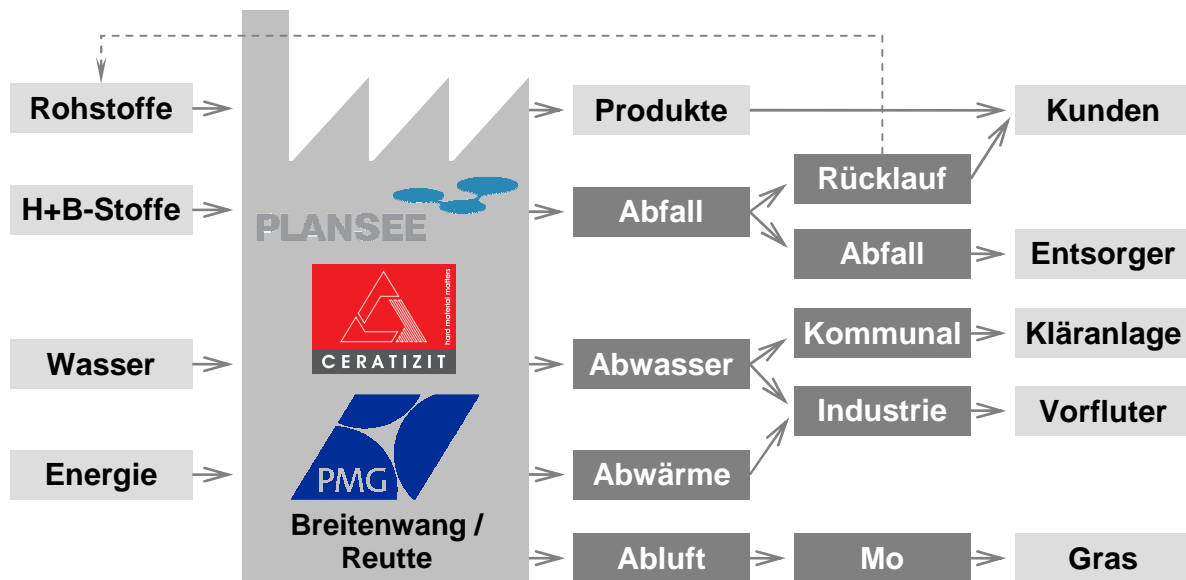 Rohstoffe
Produkte
Kunden
H+B-Stoffe
PLANSEE
Abfall
Rücklauf
Abfall
Entsorger
hard material matters
CERATIZIT
Wasser
Abwasser
Kommunal
Kläranlage
Industrie
Vorfluter
Energie
PMG
Abwärme
Breitenwang /
Reutte
Abluft
Mo
Gras